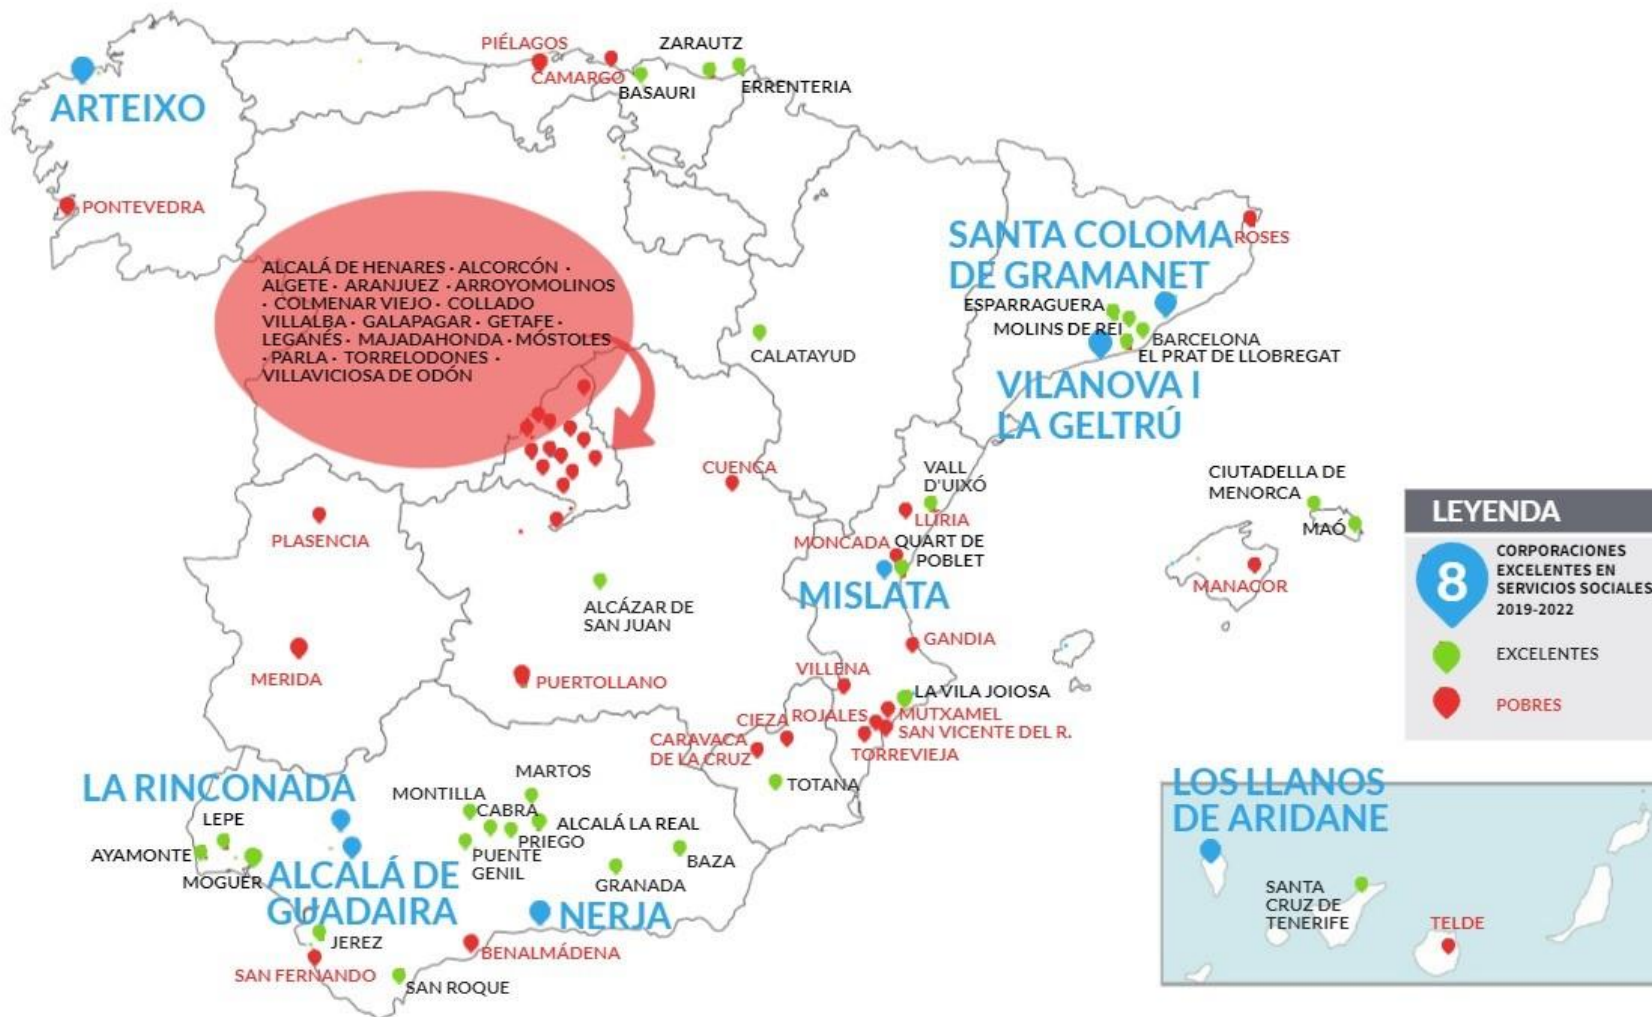 PIÉLAGOS
ZARAUTZ
CAMARGO
BASAURI
ERRENTERIA
ARTEIXO
PONTEVEDRA
SANTA COLOMA
DE GRAMANET
ROSES
ALCALÁ DE HENARES · ALCORCÓN ·
ALGETE · ARANJUEZ · ARROYOMOLINOS
· COLMENAR VIEJO · COLLADO
VILLALBA · GALAPAGAR · GETAFE ·
LEGANÉS · MAJADAHONDA · MÓSTOLES
· PARLA · TORRELODONES ·
VILLAVICIOSA DE ODÓN
ESPARRAGUERA
MOLINS DE REI
BARCELONA
EL PRAT DE LLOBREGAT
CALATAYUD
VILANOVA I
LA GELTRÚ
CUENCA
VALL
D'UIXÓ
CIUTADELLA DE
MENORCA
MAÓ
PLASENCIA
LLÍRIA
MONCADA
QUART DE
POBLET
MISLATA
MANACOR
ALCÁZAR DE
SAN JUAN
GANDIA
MERIDA
PUERTOLLANO
VILLENA
LA VILA JOIOSA
CIEZA
ROJALES
MUTXAMEL
SAN VICENTE DEL R.
CARAVACA
DE LA CRUZ
TORREVIEJA
TOTANA
LA RINCONADA
LEPE
AYAMONTE
MOGUER
MARTOS
MONTILLA
CABRA
ALCALÁ LA REAL
PRIEGO
PUENTE
GENIL
BAZA
GRANADA
ALCALÁ DE
GUADAIRA
NERJA
JEREZ
BENALMÁDENA
SAN FERNANDO
SAN ROQUE
LEYENDA
8
CORPORACIONES
EXCELENTES EN
SERVICIOS SOCIALES
2019-2022
EXCELENTES
POBRES
LOS LLANOS
DE ARIDANE
SANTA
CRUZ DE
TENERIFE
TELDE